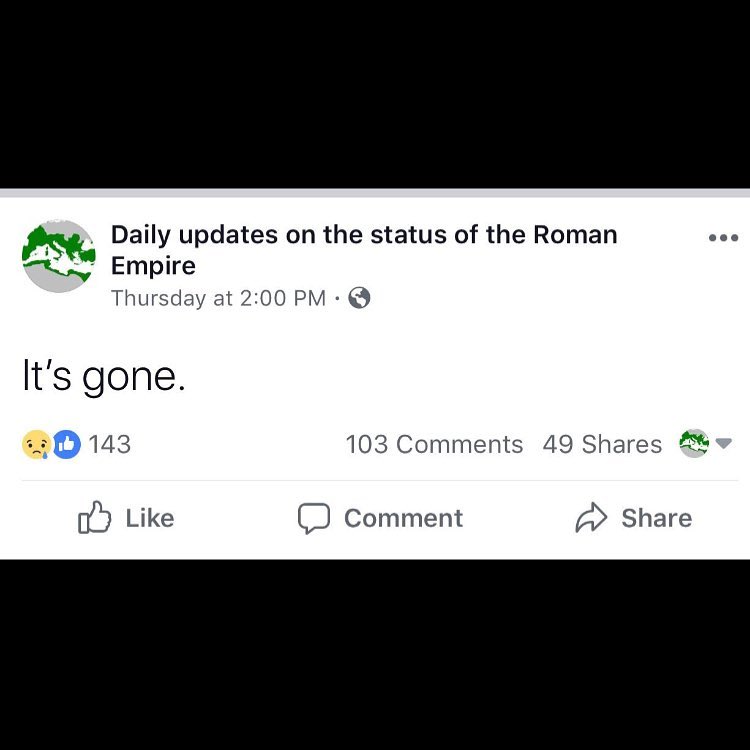 Daily updates on the status of the Roman
Empire
Thursday at 2:00 PM ·
It's gone.
143 103 Comments 49 Shares
Like Comment Share